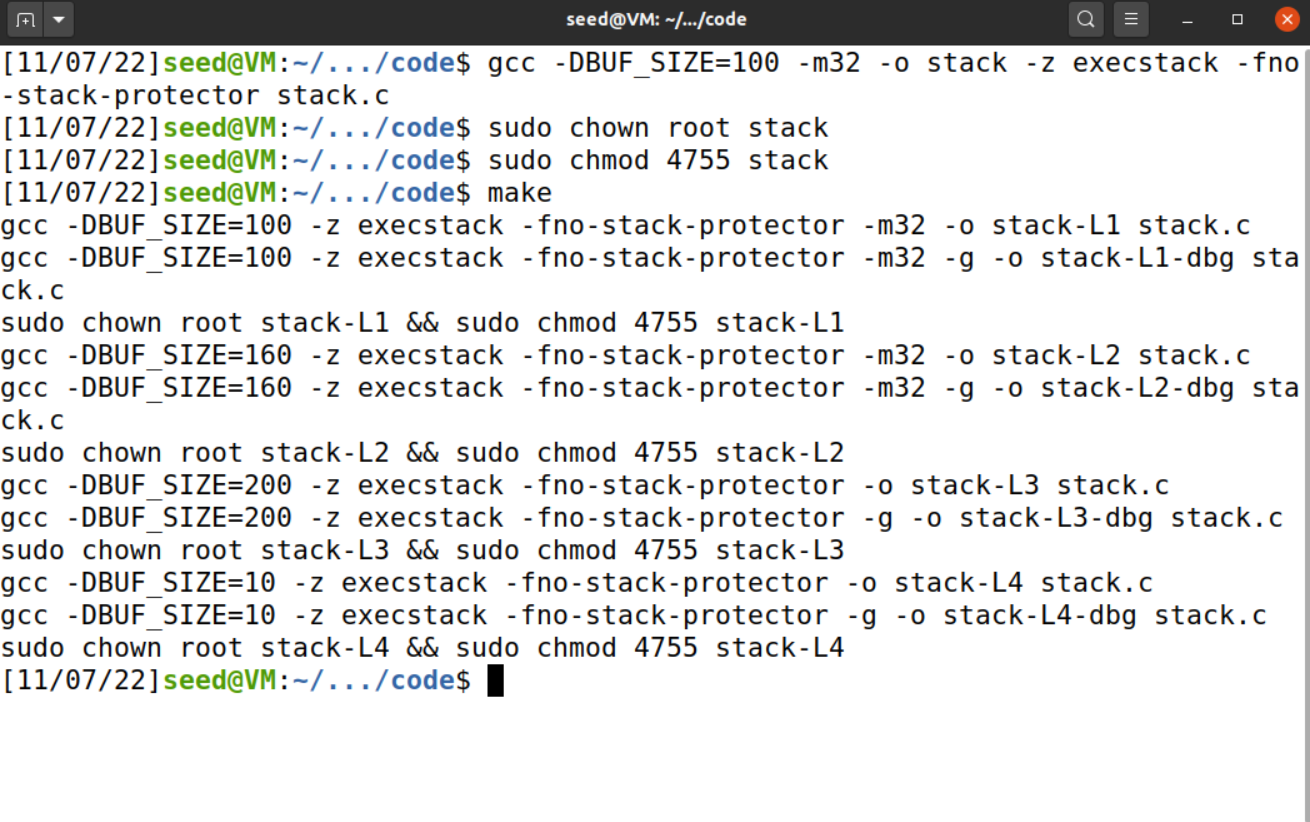 seed@VM: ~/.../code
[11/07/22]seed@VM:~/.../code$ gcc -DBUF_SIZE=100 -m32 -o stack -z execstack -fno
-stack-protector stack.c
[11/07/22]seed@VM:~/.../code$ sudo chown root stack
[11/07/22]seed@VM:~/.../code$ sudo chmod 4755 stack
[11/07/22]seed@VM:~/.../code$ make
gcc -DBUF_SIZE=100 -z execstack -fno-stack-protector -m32 -o stack-L1 stack.c
gcc -DBUF_SIZE=100 -z execstack -fno-stack-protector -m32 -g -o stack-L1-dbg sta
ck.c
sudo chown root stack-L1 && sudo chmod 4755 stack-L1
gcc -DBUF_SIZE=160 -z execstack -fno-stack-protector -m32 -o stack-L2 stack.c
gcc -DBUF_SIZE=160 -z execstack -fno-stack-protector -m32 -g -o stack-L2-dbg sta
ck.c
sudo chown root stack-L2 && sudo chmod 4755 stack-L2
gcc -DBUF_SIZE=200 -z execstack -fno-stack-protector -o stack-L3 stack.c
gcc -DBUF_SIZE=200 -z execstack -fno-stack-protector -g -o stack-L3-dbg stack.c
sudo chown root stack-L3 && sudo chmod 4755 stack-L3
gcc -DBUF_SIZE=10 -z execstack -fno-stack-protector -o stack-L4 stack.c
gcc -DBUF_SIZE=10 -z execstack -fno-stack-protector -g -o stack-L4-dbg stack.c
sudo chown root stack-L4 && sudo chmod 4755 stack-L4
[11/07/22]seed@VM:~/.../code$